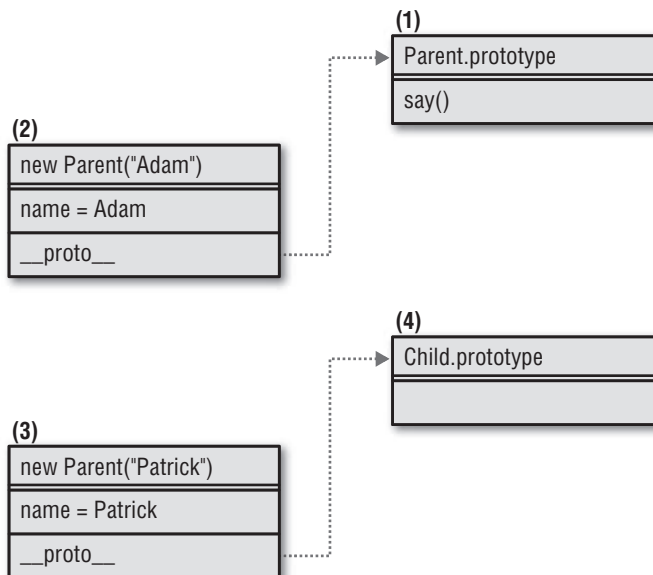 (1)
Parent.prototype
say()
(2)
new Parent("Adam")
name = Adam
__proto__
(4)
Child.prototype
(3)
new Parent("Patrick")
name = Patrick
__proto__